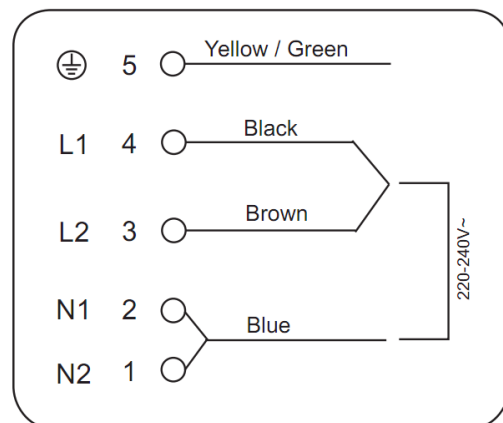 5 Yellow / Green
L1 4 Black
L2 3 Brown
N1 2
Blue
N2 1
220-240V~